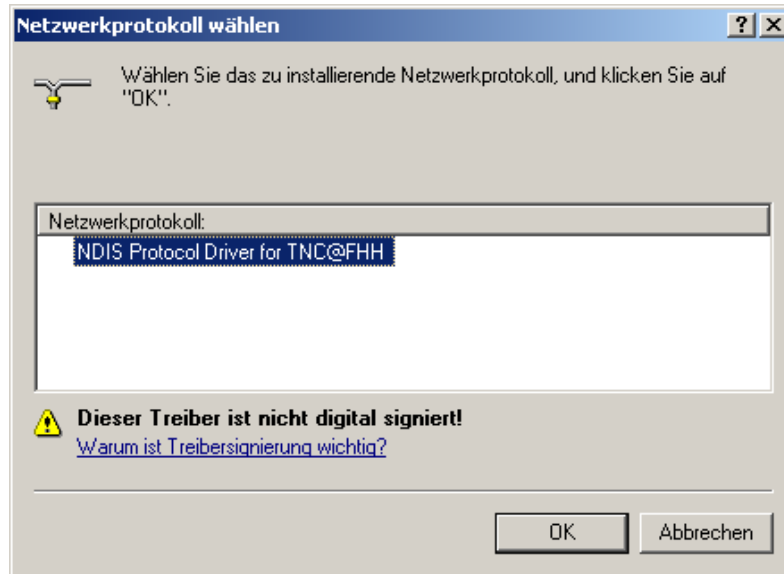 Netzwerkprotokoll wählen
Wählen Sie das zu installierende Netzwerkprotokoll, und klicken Sie auf
"OK".
Netzwerkprotokoll:
NDIS Protocol Driver for TNC@FHH
Dieser Treiber ist nicht digital signiert!
Warum ist Treibersignierung wichtig?
OK Abbrechen